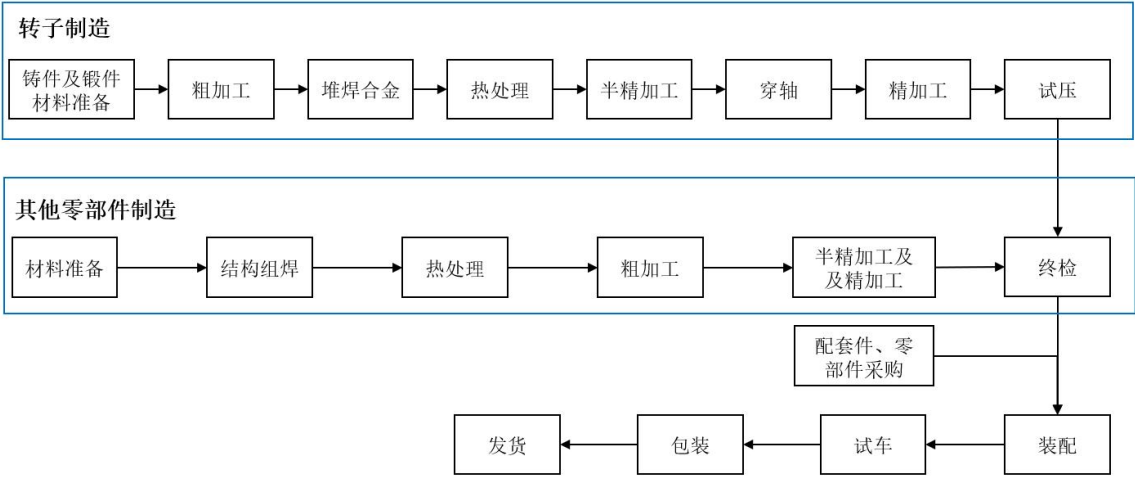 转子制造
铸件及锻件
材料准备
粗加工
堆焊合金
热处理
半精加工
穿轴
精加工
试压
其他零部件制造
材料准备
结构组焊
热处理
粗加工
半精加工及
及精加工
终检
配套件、零
部件采购
发货
包装
试车
装配